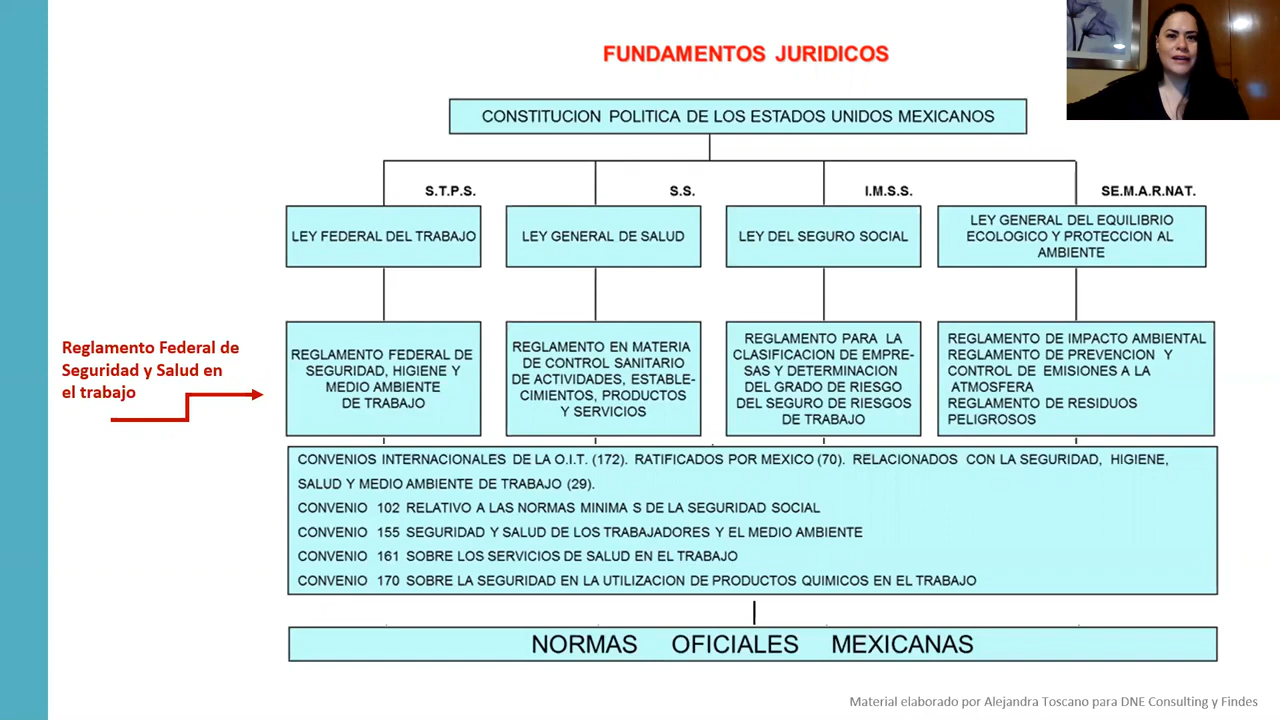 FUNDAMENTOS JURIDICOS
CONSTITUCION POLITICA DE LOS ESTADOS UNIDOS MEXICANOS
S.T.P.S.
S.S.
I.M.S.S.
SE.M.A.R.NAT.
LEY FEDERAL DEL TRABAJO
LEY GENERAL DE SALUD
LEY DEL SEGURO SOCIAL
LEY GENERAL DEL EQUILIBRIO
ECOLOGICO Y PROTECCION AL
AMBIENTE
Reglamento Federal de
Seguridad y Salud en
el trabajo
REGLAMENTO FEDERAL DE
SEGURIDAD, HIGIENE Y
MEDIO AMBIENTE
DE TRABAJO
REGLAMENTO EN MATERIA
DE CONTROL SANITARIO
DE ACTIVIDADES, ESTABLE-
CIMIENTOS, PRODUCTOS
Y SERVICIOS
REGLAMENTO PARA LA
CLASIFICACION DE EMPRE-
SAS Y DETERMINACION
DEL GRADO DE RIESGO
DEL SEGURO DE RIESGOS
DE TRABAJO
REGLAMENTO DE IMPACTO AMBIENTAL
REGLAMENTO DE PREVENCION Y
CONTROL DE EMISIONES A LA
ATMOSFERA
REGLAMENTO DE RESIDUOS
PELIGROSOS
CONVENIOS INTERNACIONALES DE LA O.I.T. (172). RATIFICADOS POR MEXICO (70). RELACIONADOS CON LA SEGURIDAD, HIGIENE,
SALUD Y MEDIO AMBIENTE DE TRABAJO (29).
CONVENIO 102 RELATIVO A LAS NORMAS MINIMA S DE LA SEGURIDAD SOCIAL
CONVENIO 155 SEGURIDAD Y SALUD DE LOS TRABAJADORES Y EL MEDIO AMBIENTE
CONVENIO 161 SOBRE LOS SERVICIOS DE SALUD EN EL TRABAJO
CONVENIO 170 SOBRE LA SEGURIDAD EN LA UTILIZACION DE PRODUCTOS QUIMICOS EN EL TRABAJO
NORMAS OFICIALES MEXICANAS
Material elaborado por Alejandra Toscano para DNE Consulting y Findes